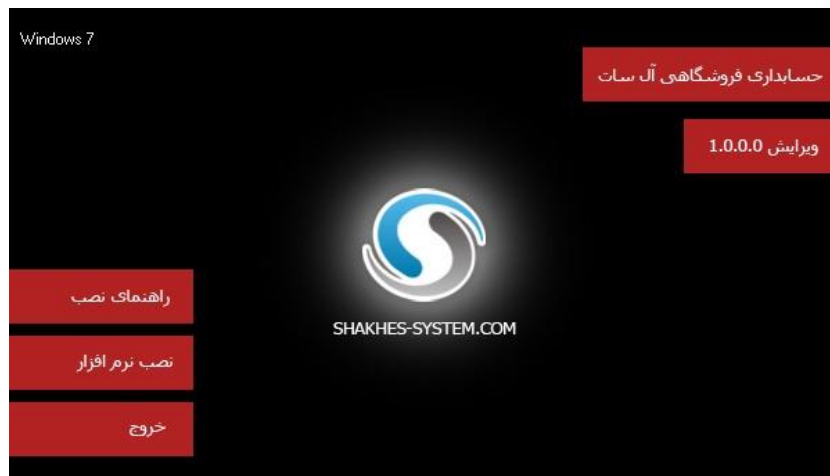 Windows 7
حسابداری فروشگاهی آل سات
ویرایش 1.0.0.0
SHAKHES-SYSTEM.COM
راهنمای نصب
نصب نرم افزار
خروج